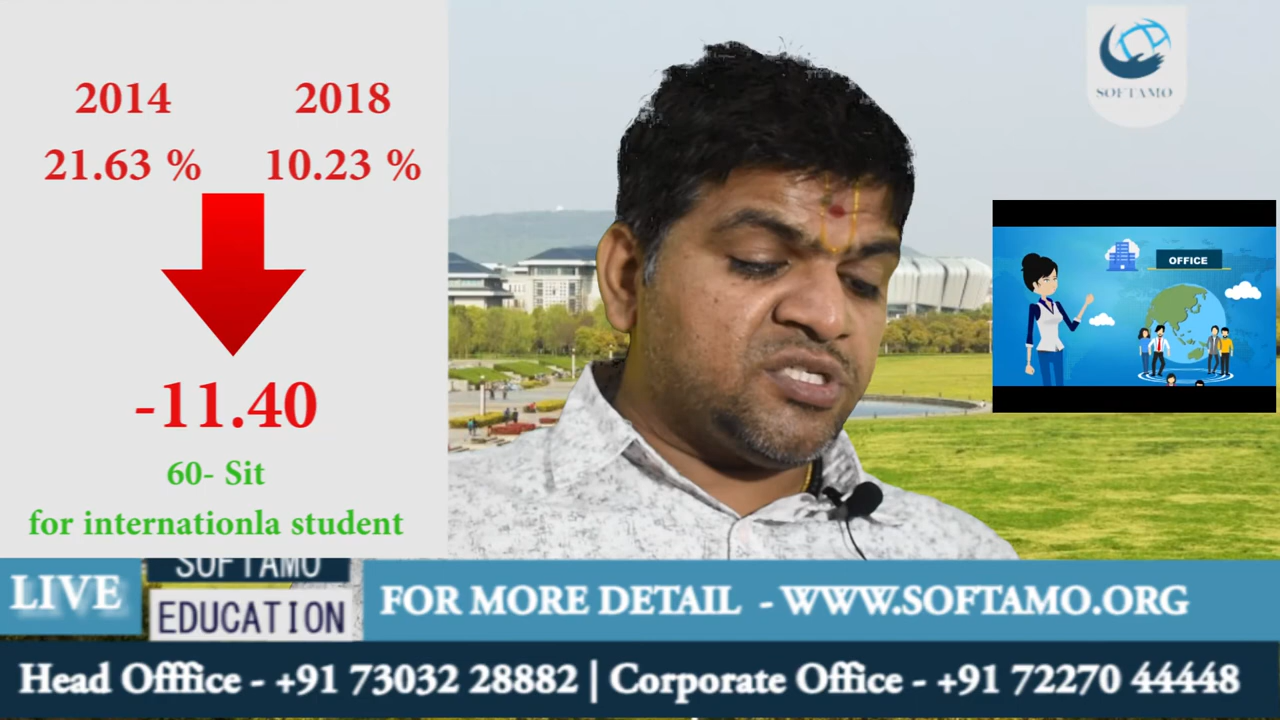 2014 2018
21.63 % 10.23 %
-11.40
60- Sit
for internationla student
SOFTAMO
OFFICE
LIVE
SOFTAMO
EDUCATION
FOR MORE DETAIL - WWW.SOFTAMO.ORG
Head Offfice - +91 73032 28882 | Corporate Office - +91 72270 44448